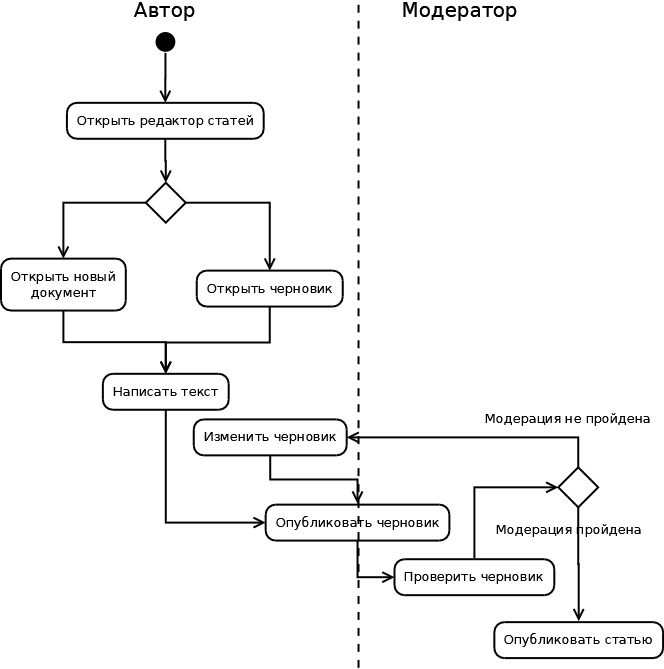 Автор
Модератор
Открыть редактор статей
Открыть новый
документ
Открыть черновик
Написать текст
Изменить черновик
Модерация не пройдена
Опубликовать черновик
Модерация пройдена
Проверить черновик
Опубликовать статью